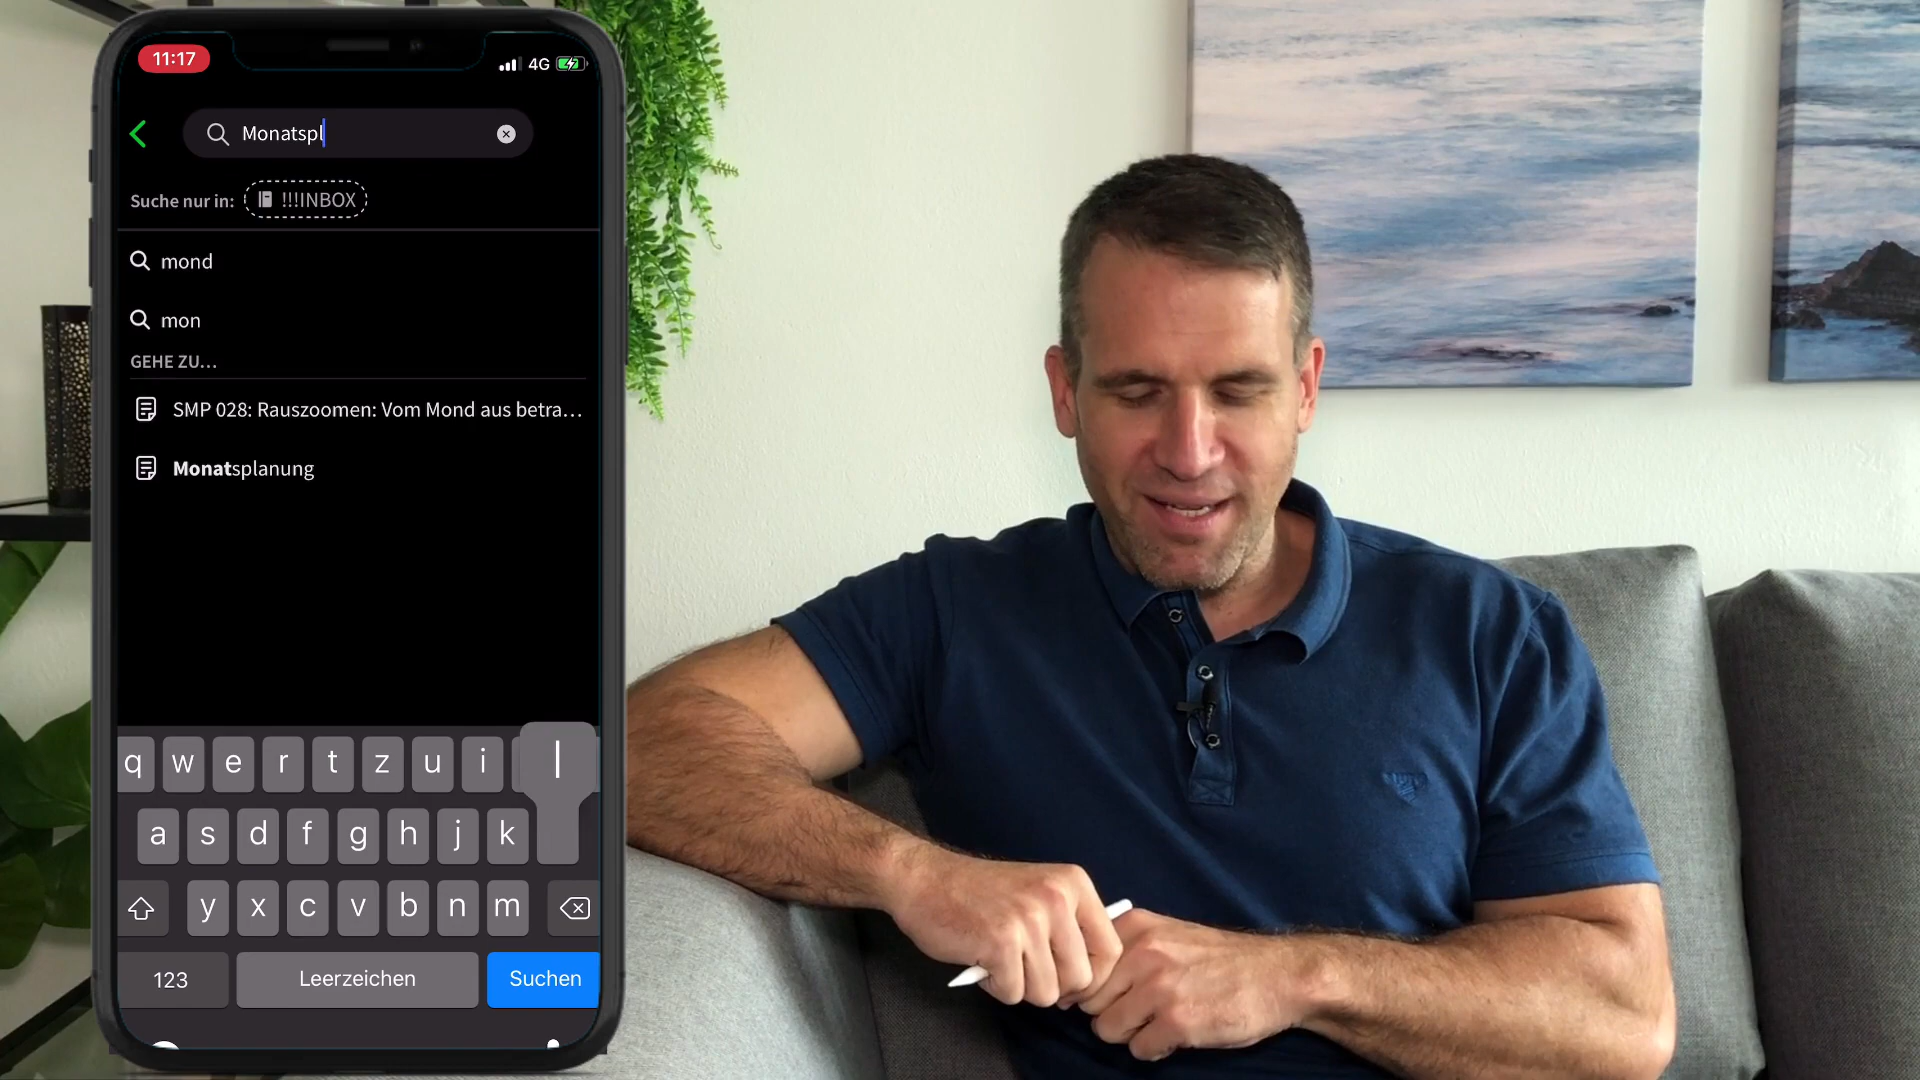 11:17
4G
Monatspl
Suche nur in: !!!INBOX
mond
mon
GEHE ZU...
SMP 028: Rauszoomen: Vom Mond aus betra...
Monatsplanung
q w e r t z u i l
a s d f g h j k
y x c v b n m
123 Leerzeichen Suchen